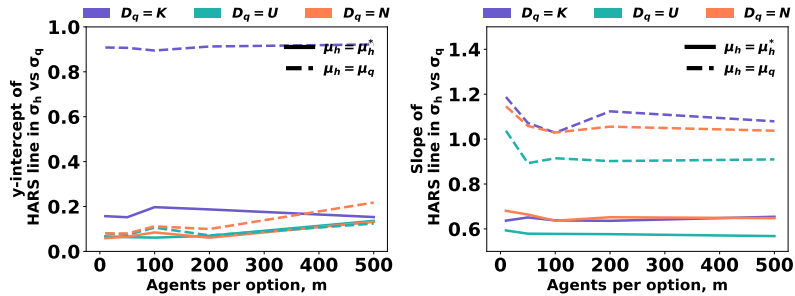 D_q = K D_q = U D_q = N
μ_h = μ_h^*
μ_h = μ_q
y-intercept of
HARS line in σ_h vs σ_q
1.0
0.8
0.6
0.4
0.2
0.0
0 100 200 300 400 500
Agents per option, m
D_q = K D_q = U D_q = N
μ_h = μ_h^*
μ_h = μ_q
Slope of
HARS line in σ_h vs σ_q
1.4
1.2
1.0
0.8
0.6
0 100 200 300 400 500
Agents per option, m